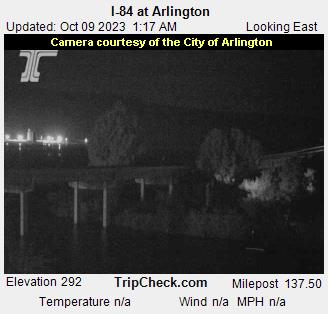 I-84 at Arlington
Updated: Oct 09 2023 1:17 AM Looking East
Camera courtesy of the City of Arlington
Elevation 292 TripCheck.com Milepost 137.50
Temperature n/a Wind n/a MPH n/a